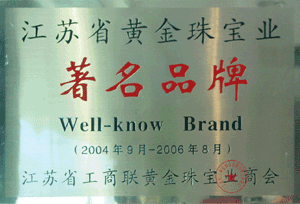 江苏省黄金珠宝业
著名品牌
Well-know Brand
(2004年9月-2006年8月)
江苏省工商联黄金珠宝业商会